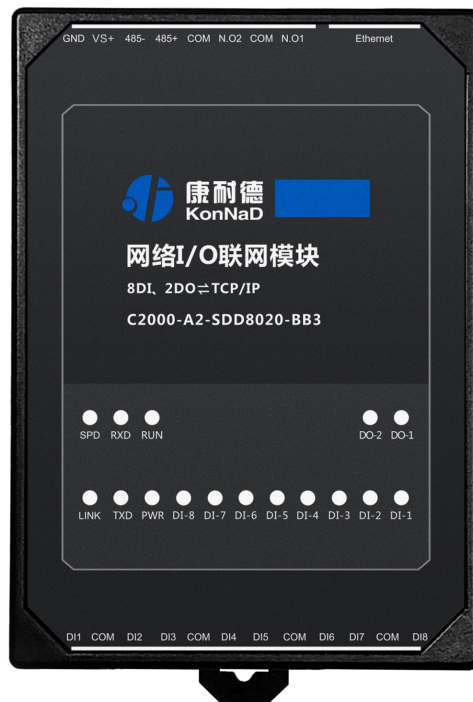 GND VS+ 485- 485+ COM N.O2 COM N.O1 Ethernet
康耐德
KonNaD
网络I/O联网模块
8DI、2DO⇌TCP/IP
C2000-A2-SDD8020-BB3
SPD RXD RUN DO-2 DO-1
LINK TXD PWR DI-8 DI-7 DI-6 DI-5 DI-4 DI-3 DI-2 DI-1
DI1 COM DI2 DI3 COM DI4 DI5 COM DI6 DI7 COM DI8